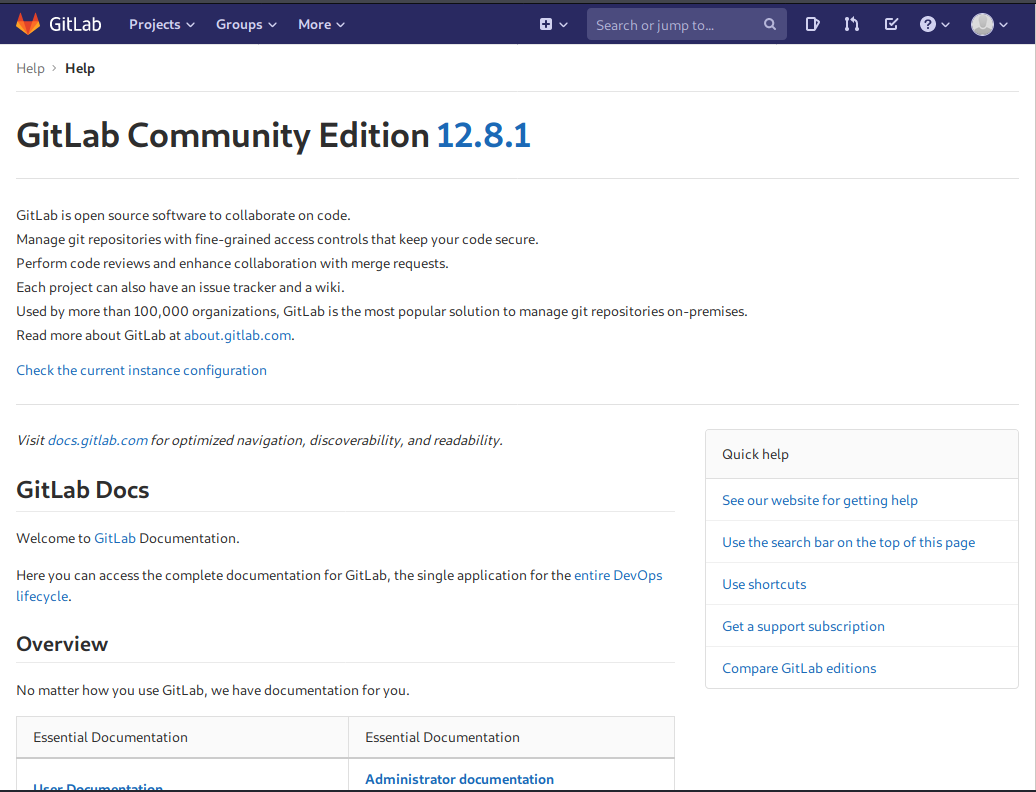 GitLab Projects Groups More Search or jump to...
Help › Help
GitLab Community Edition 12.8.1
GitLab is open source software to collaborate on code.
Manage git repositories with fine-grained access controls that keep your code secure.
Perform code reviews and enhance collaboration with merge requests.
Each project can also have an issue tracker and a wiki.
Used by more than 100,000 organizations, GitLab is the most popular solution to manage git repositories on-premises.
Read more about GitLab at about.gitlab.com.
Check the current instance configuration
Visit docs.gitlab.com for optimized navigation, discoverability, and readability.
GitLab Docs
Welcome to GitLab Documentation.
Here you can access the complete documentation for GitLab, the single application for the entire DevOps
lifecycle.
Overview
No matter how you use GitLab, we have documentation for you.
Essential Documentation Essential Documentation
User Documentation Administrator documentation
Quick help
See our website for getting help
Use the search bar on the top of this page
Use shortcuts
Get a support subscription
Compare GitLab editions